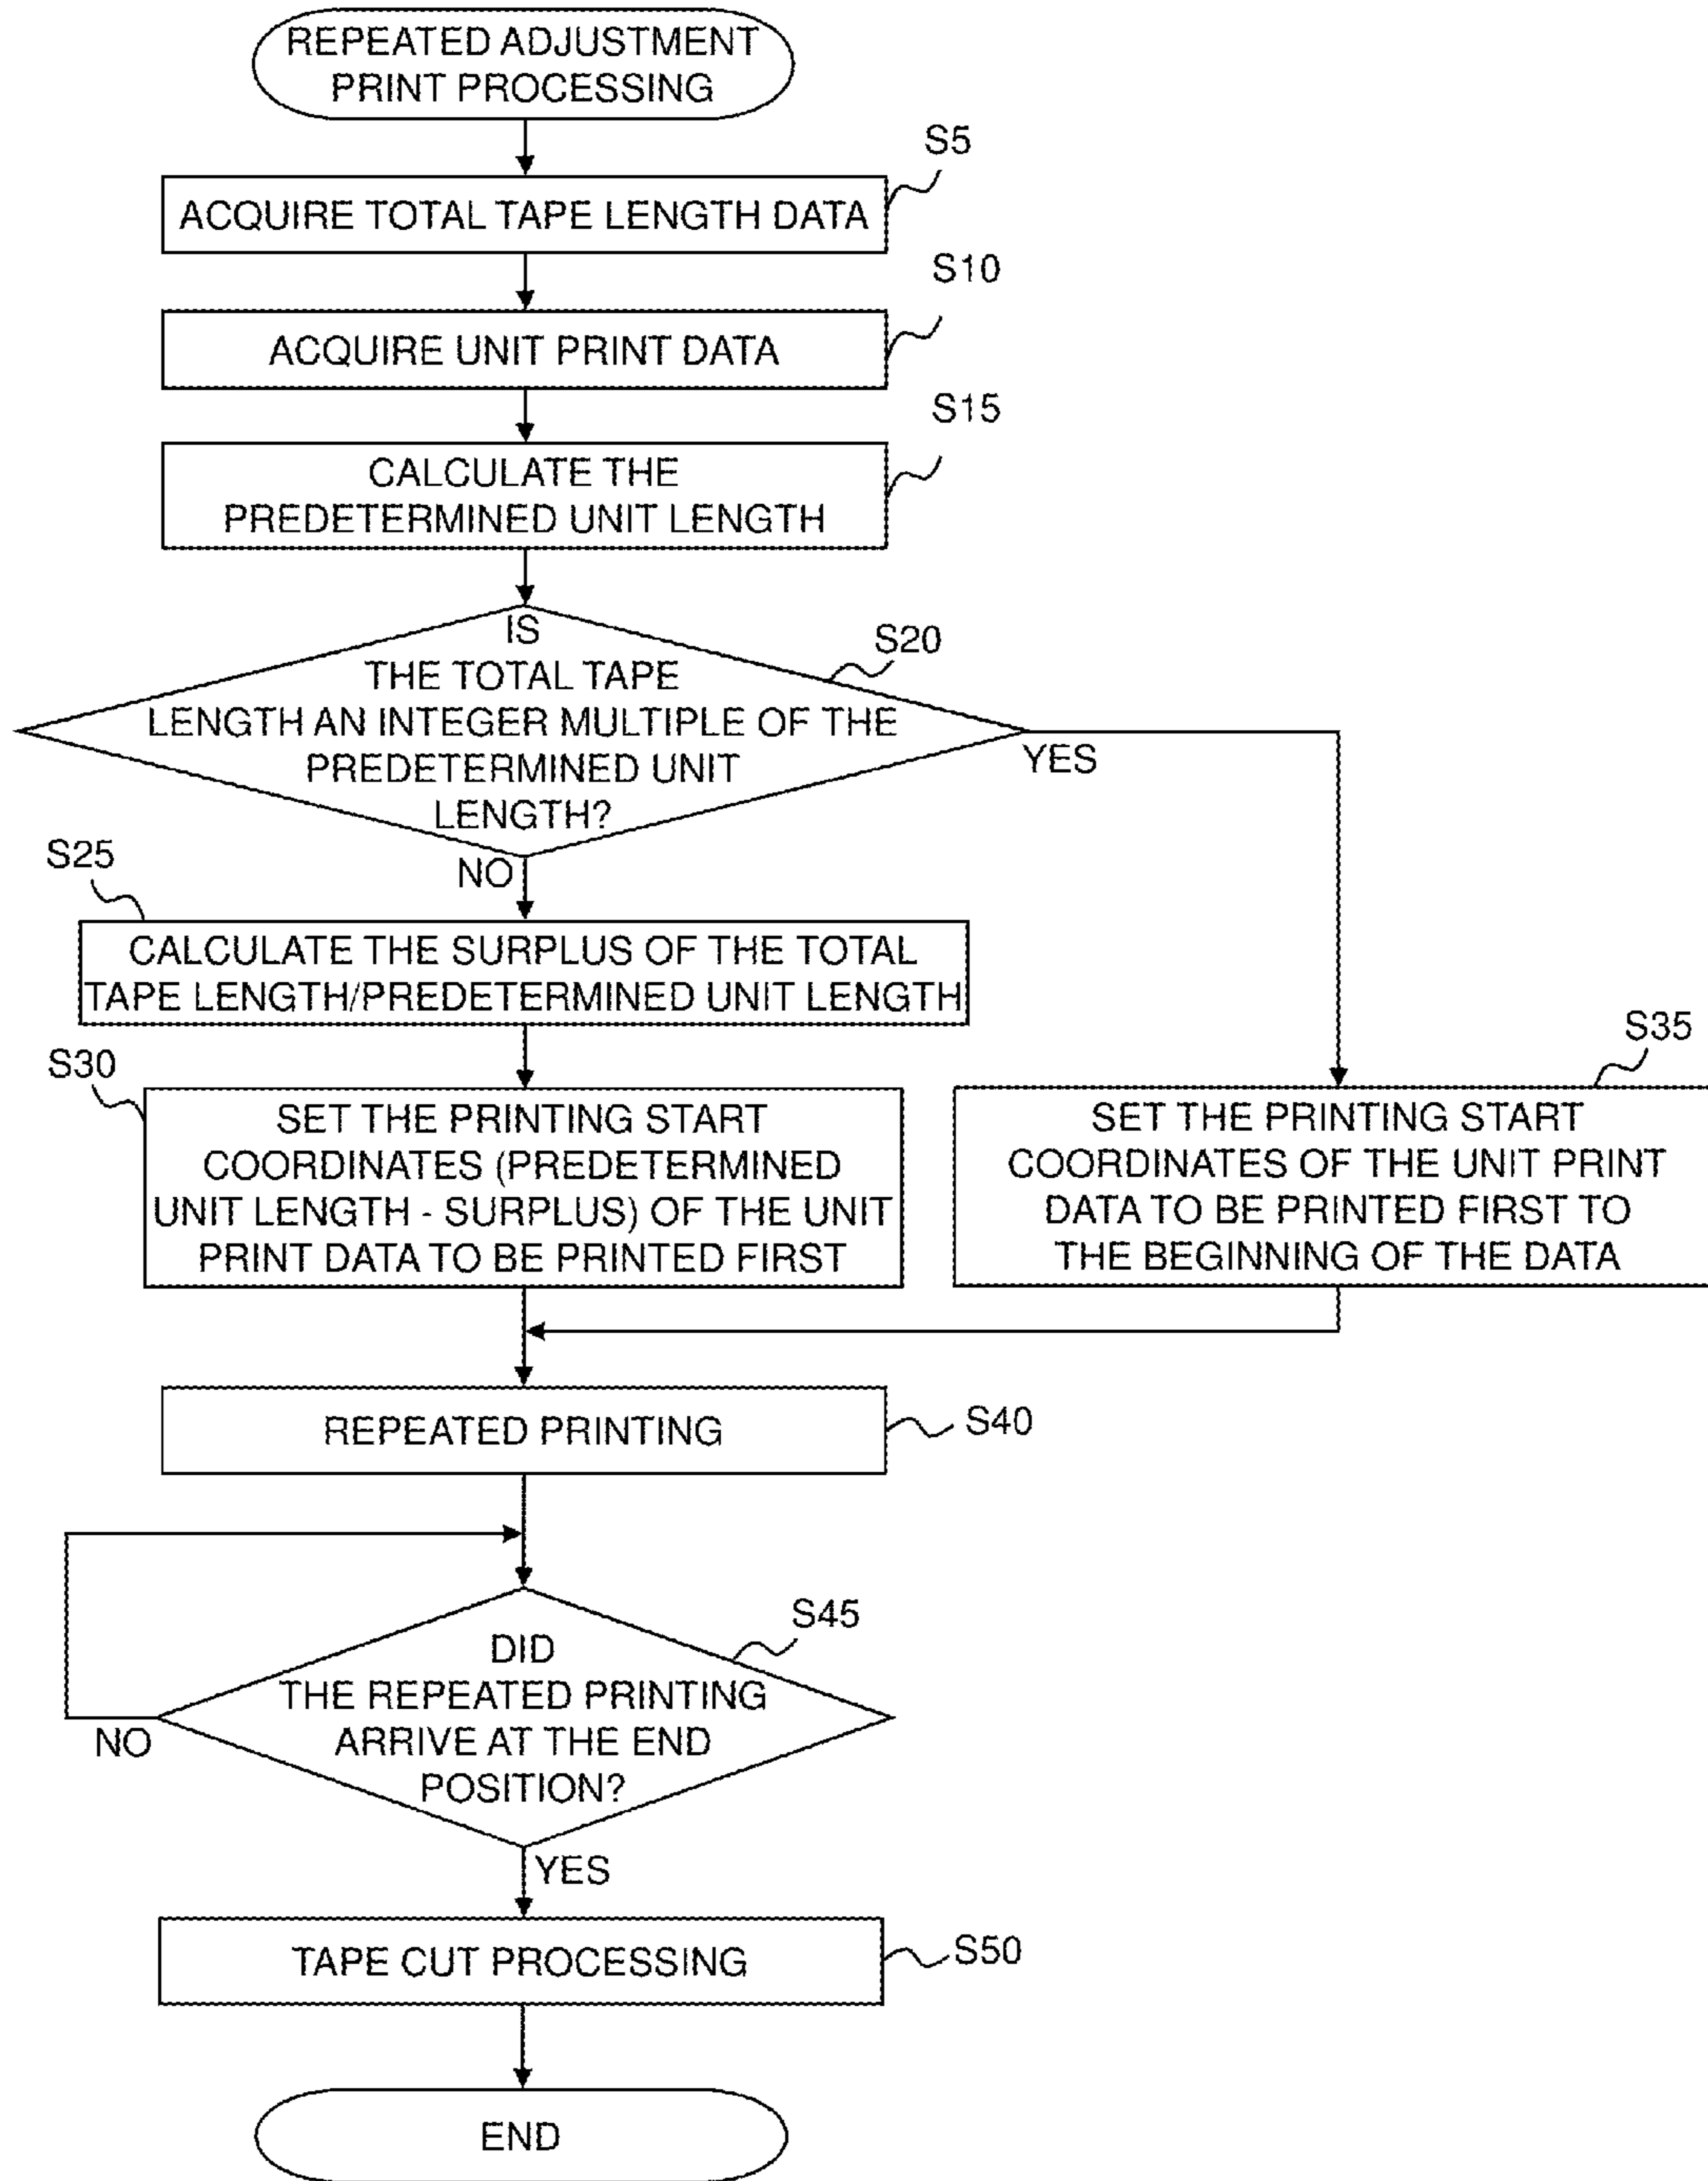 REPEATED ADJUSTMENT
PRINT PROCESSING
S5
ACQUIRE TOTAL TAPE LENGTH DATA
S10
ACQUIRE UNIT PRINT DATA
S15
CALCULATE THE
PREDETERMINED UNIT LENGTH
S20
IS
THE TOTAL TAPE
LENGTH AN INTEGER MULTIPLE OF THE
PREDETERMINED UNIT
LENGTH?
YES
NO
S25
CALCULATE THE SURPLUS OF THE TOTAL
TAPE LENGTH/PREDETERMINED UNIT LENGTH
S30
SET THE PRINTING START
COORDINATES (PREDETERMINED
UNIT LENGTH - SURPLUS) OF THE UNIT
PRINT DATA TO BE PRINTED FIRST
S35
SET THE PRINTING START
COORDINATES OF THE UNIT PRINT
DATA TO BE PRINTED FIRST TO
THE BEGINNING OF THE DATA
REPEATED PRINTING
S40
S45
DID
THE REPEATED PRINTING
ARRIVE AT THE END
POSITION?
NO
YES
TAPE CUT PROCESSING
S50
END